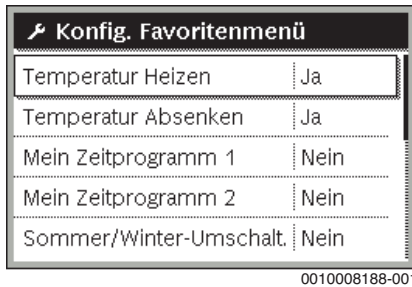 Konfig. Favoritenmenü
Temperatur Heizen Ja
Temperatur Absenken Ja
Mein Zeitprogramm 1 Nein
Mein Zeitprogramm 2 Nein
Sommer/Winter-Umschalt. Nein
0010008188-001